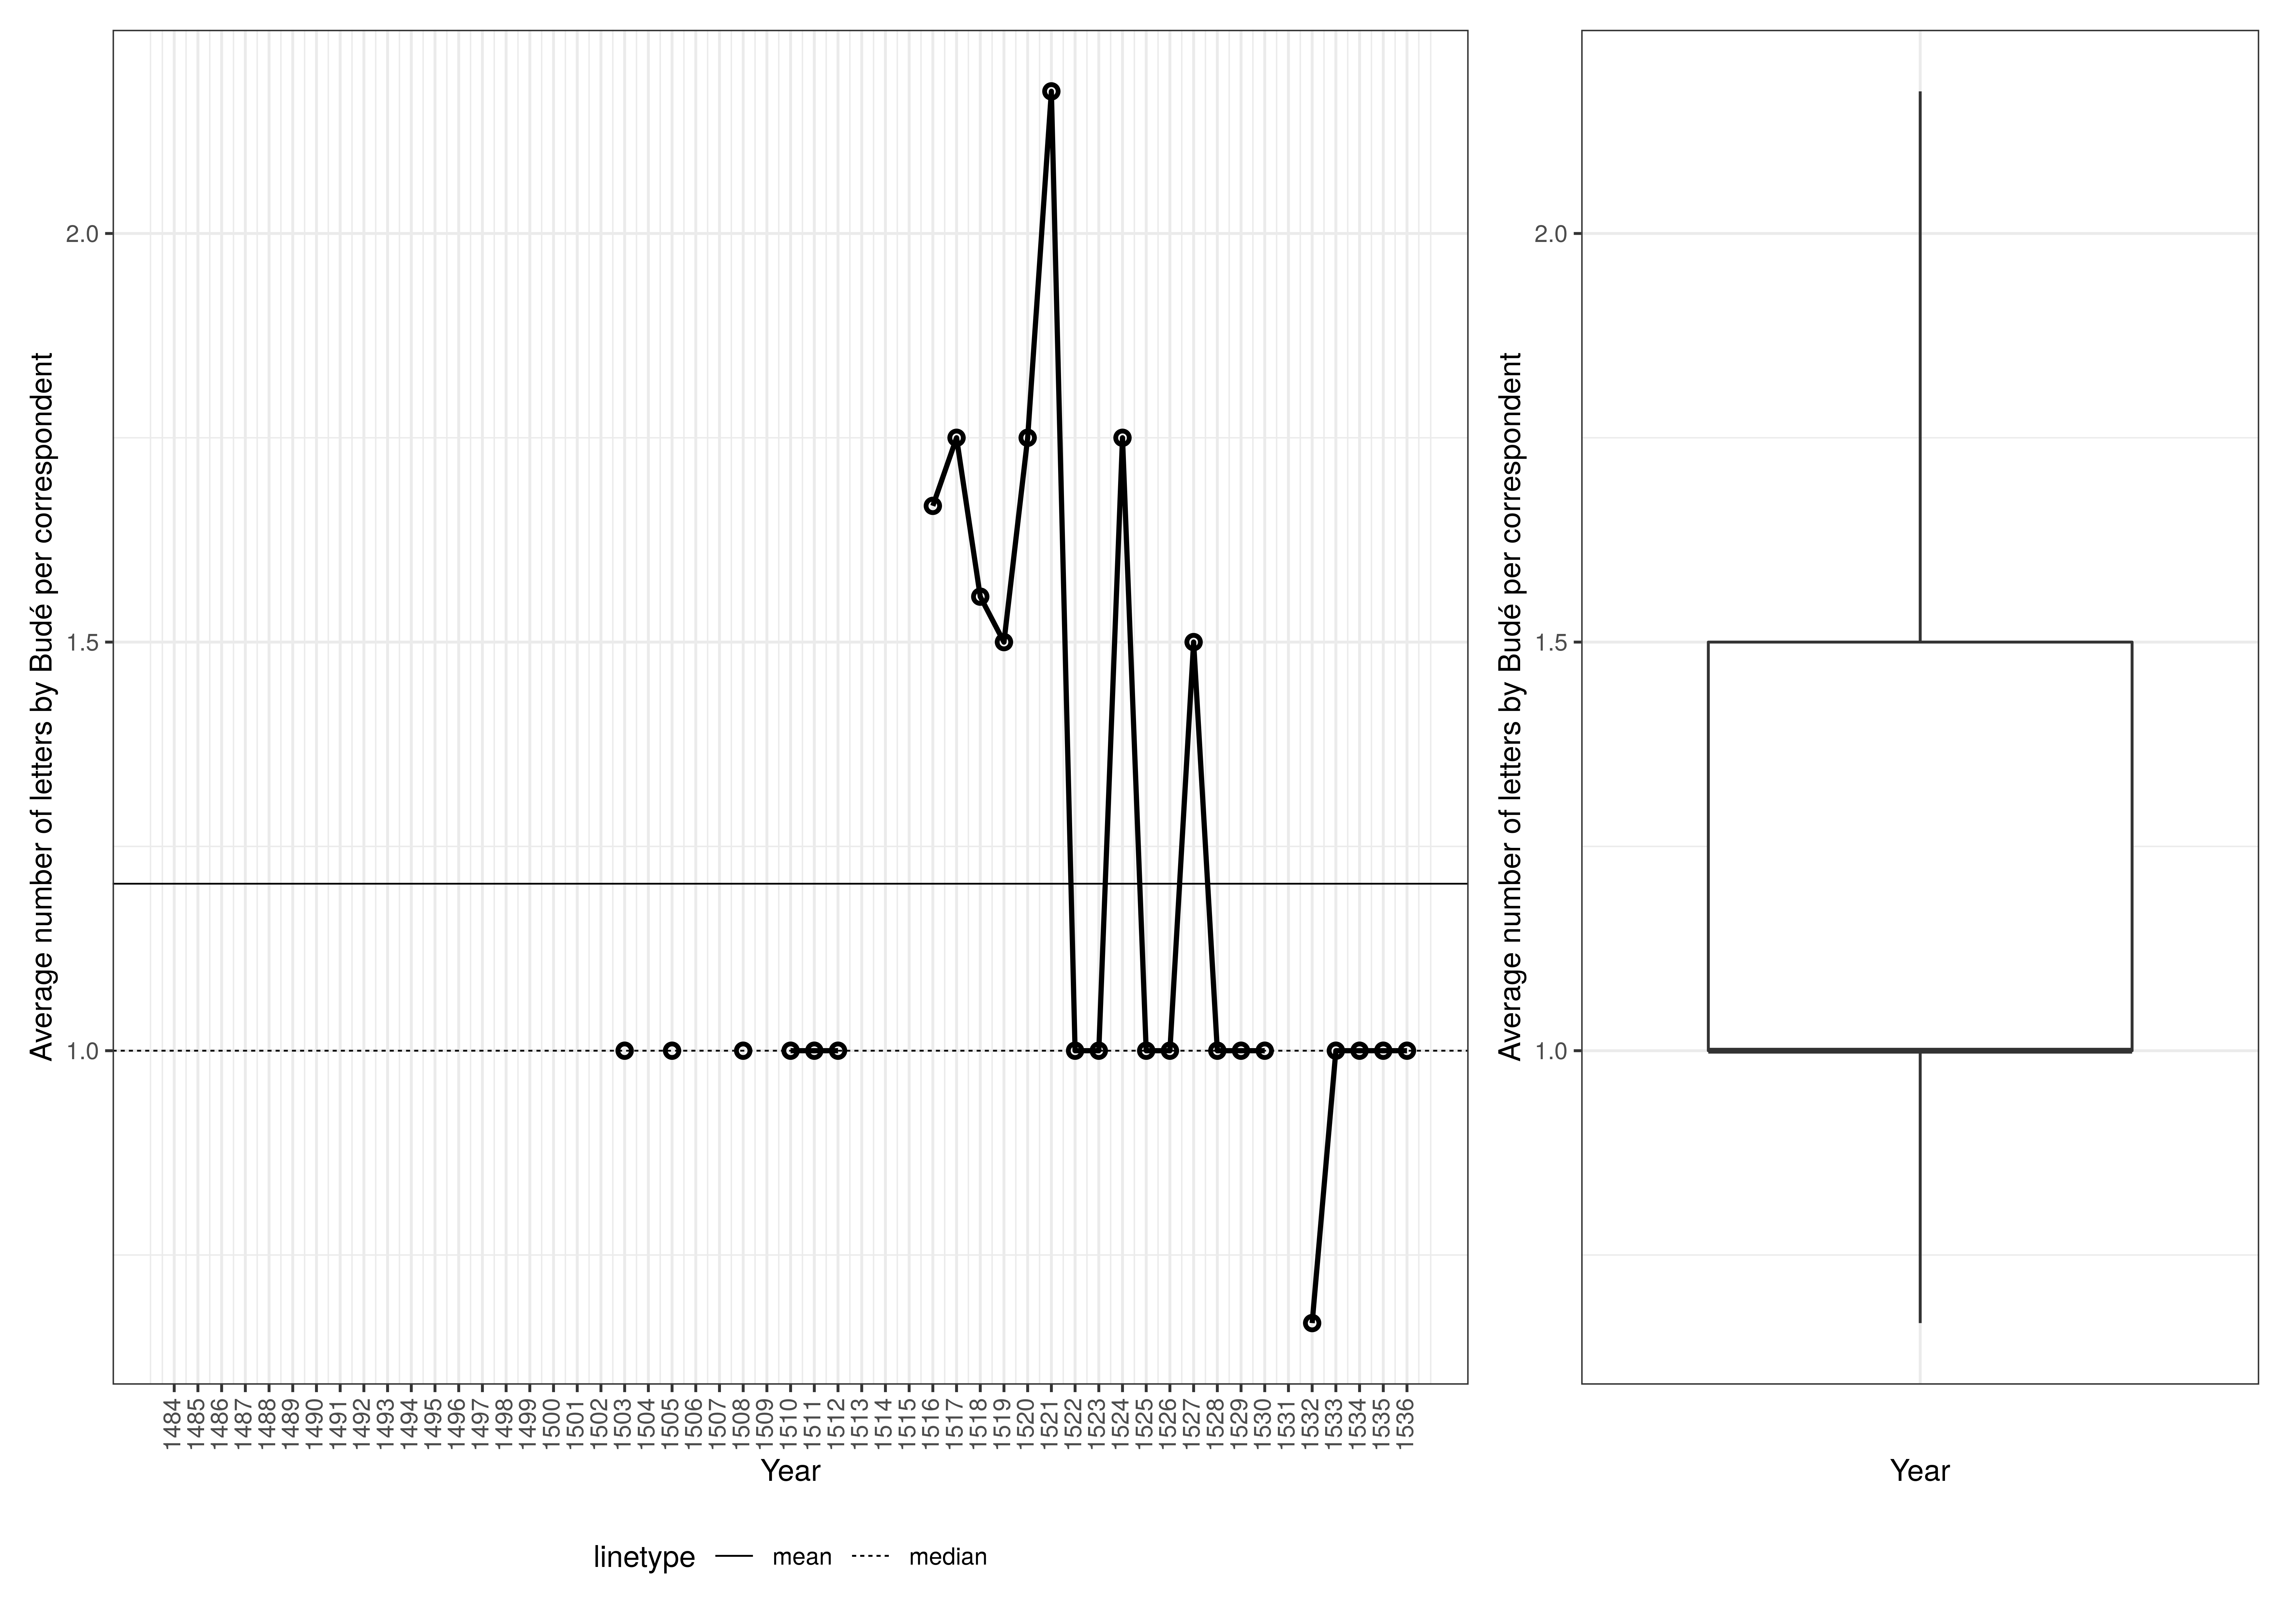 Average number of letters by Budé per correspondent
2.0
1.5
1.0
1484 1485 1486 1487 1488 1489 1490 1491 1492 1493 1494 1495 1496 1497 1498 1499 1500 1501 1502 1503 1504 1505 1506 1507 1508 1509 1510 1511 1512 1513 1514 1515 1516 1517 1518 1519 1520 1521 1522 1523 1524 1525 1526 1527 1528 1529 1530 1531 1532 1533 1534 1535 1536
Year
linetype mean median
Average number of letters by Budé per correspondent
2.0
1.5
1.0
Year